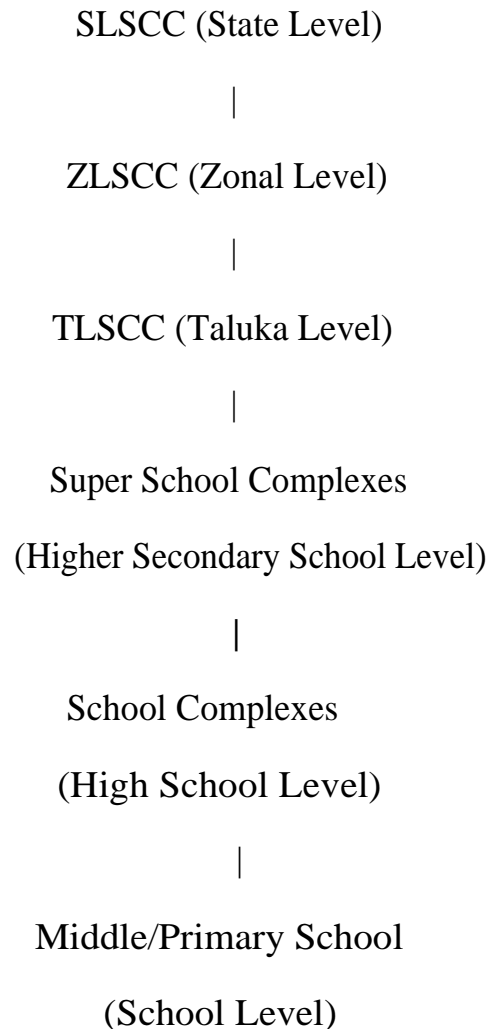 SLSCC (State Level)
|
ZLSCC (Zonal Level)
|
TLSCC (Taluka Level)
|
Super School Complexes
(Higher Secondary School Level)
|
School Complexes
(High School Level)
|
Middle/Primary School
(School Level)